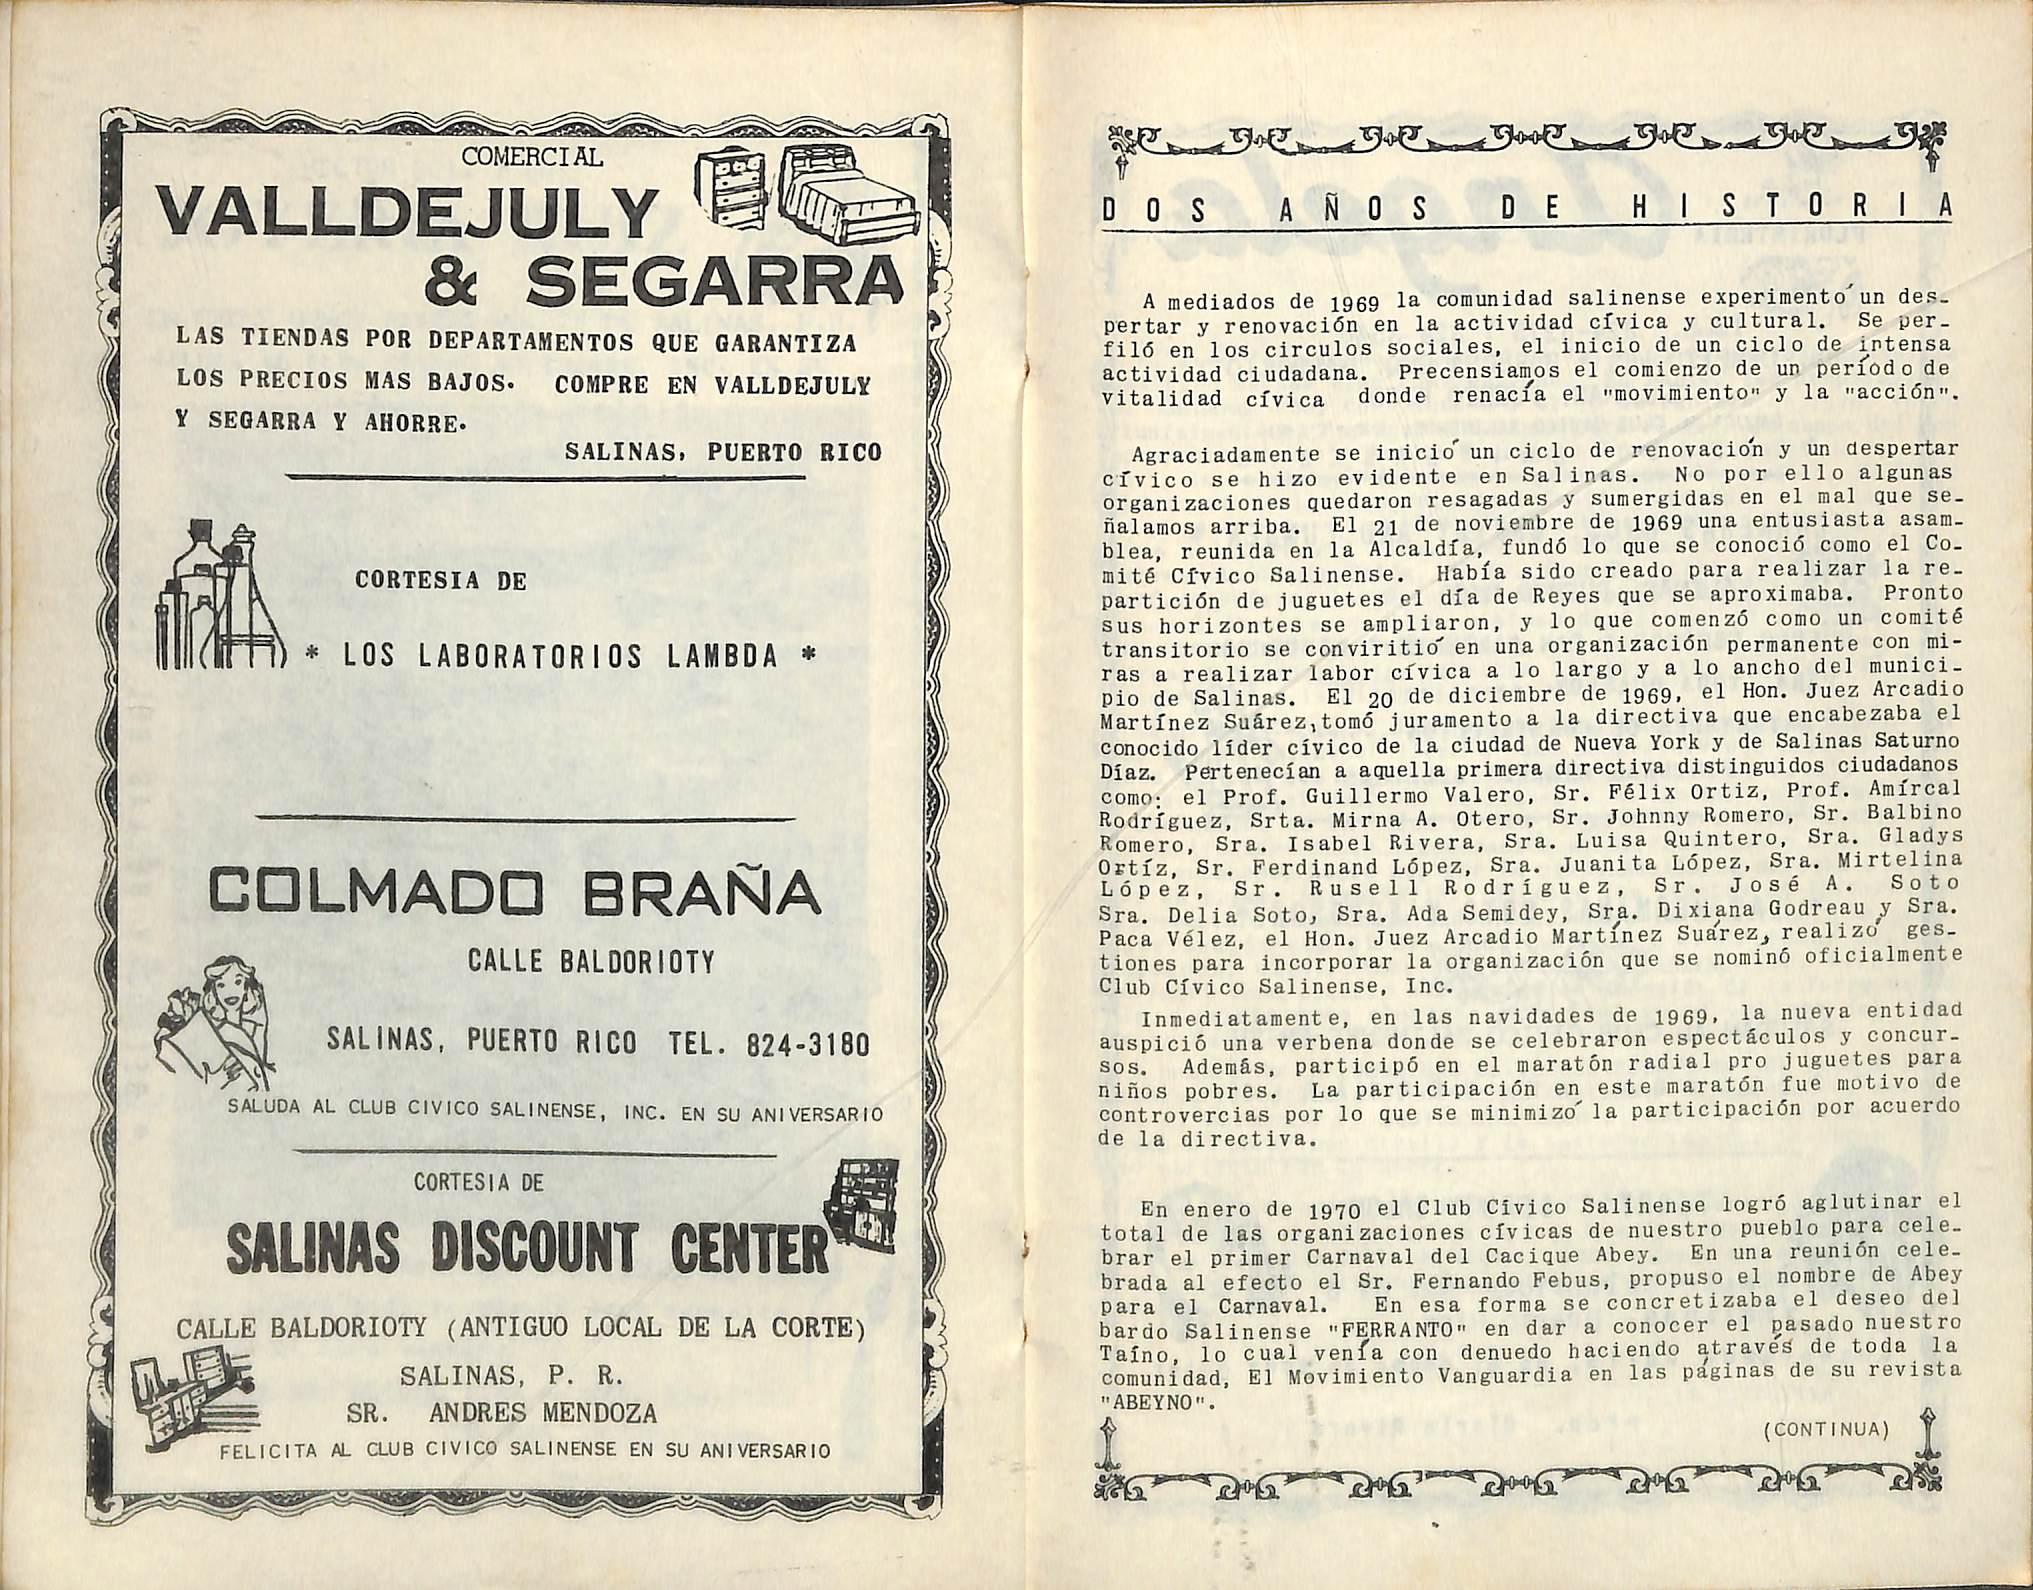 COMERCIAL
VALLDEJULY
& SEGARRA
LAS TIENDAS POR DEPARTAMENTOS QUE GARANTIZA
LOS PRECIOS MAS BAJOS. COMPRE EN VALLDEJULY
Y SEGARRA Y AHORRE.
SALINAS, PUERTO RICO
CORTESIA DE
* LOS LABORATORIOS LAMBDA *
COLMADO BRAÑA
CALLE BALDORIOTY
SALINAS, PUERTO RICO TEL. 824-3180
SALUDA AL CLUB CIVICO SALINENSE, INC. EN SU ANIVERSARIO
CORTESIA DE
SALINAS DISCOUNT CENTER
CALLE BALDORIOTY (ANTIGUO LOCAL DE LA CORTE)
SALINAS, P. R.
SR. ANDRES MENDOZA
FELICITA AL CLUB CIVICO SALINENSE EN SU ANIVERSARIO
DOS AÑOS DE HISTORIA
A mediados de 1969 la comunidad salinense experimentó un des-
pertar y renovación en la actividad cívica y cultural. Se per-
filó en los circulos sociales, el inicio de un ciclo de intensa
actividad ciudadana. Precensiamos el comienzo de un período de
vitalidad cívica donde renacía el "movimiento" y la "acción".
Agraciadamente se inició un ciclo de renovación y un despertar
cívico se hizo evidente en Salinas. No por ello algunas
organizaciones quedaron resagadas y sumergidas en el mal que se-
ñalamos arriba. El 21 de noviembre de 1969 una entusiasta asam-
blea, reunida en la Alcaldía, fundó lo que se conoció como el Co-
mité Cívico Salinense. Había sido creado para realizar la re-
partición de juguetes el día de Reyes que se aproximaba. Pronto
sus horizontes se ampliaron, y lo que comenzó como un comité
transitorio se conviritió en una organización permanente con mi-
ras a realizar labor cívica a lo largo y a lo ancho del munici-
pio de Salinas. El 20 de diciembre de 1969, el Hon. Juez Arcadio
Martínez Suárez, tomó juramento a la directiva que encabezaba el
conocido líder cívico de la ciudad de Nueva York y de Salinas Saturno
Díaz. Pertenecían a aquella primera directiva distinguidos ciudadanos
como: el Prof. Guillermo Valero, Sr. Félix Ortiz, Prof. Amírcal
Rodríguez, Srta. Mirna A. Otero, Sr. Johnny Romero, Sr. Balbino
Romero, Sra. Isabel Rivera, Sra. Luisa Quintero, Sra. Gladys
Ortíz, Sr. Ferdinand López, Sra. Juanita López, Sra. Mirtelina
López, Sr. Rusell Rodríguez, Sr. José A. Soto
Sra. Delia Soto, Sra. Ada Semidey, Sra. Dixiana Godreau y Sra.
Paca Vélez, el Hon. Juez Arcadio Martínez Suárez, realizó ges-
tiones para incorporar la organización que se nominó oficialmente
Club Cívico Salinense, Inc.
Inmediatamente, en las navidades de 1969, la nueva entidad
auspició una verbena donde se celebraron espectáculos y concur-
sos. Además, participó en el maratón radial pro juguetes para
niños pobres. La participación en este maratón fue motivo de
controvercias por lo que se minimizó la participación por acuerdo
de la directiva.
En enero de 1970 el Club Cívico Salinense logró aglutinar el
total de las organizaciones cívicas de nuestro pueblo para cele-
brar el primer Carnaval del Cacique Abey. En una reunión cele-
brada al efecto el Sr. Fernando Febus, propuso el nombre de Abey
para el Carnaval. En esa forma se concretizaba el deseo del
bardo Salinense "FERRANTO" en dar a conocer el pasado nuestro
Taíno, lo cual venía con denuedo haciendo através de toda la
comunidad, El Movimiento Vanguardia en las páginas de su revista
"ABEYNO".
(CONTINUA)